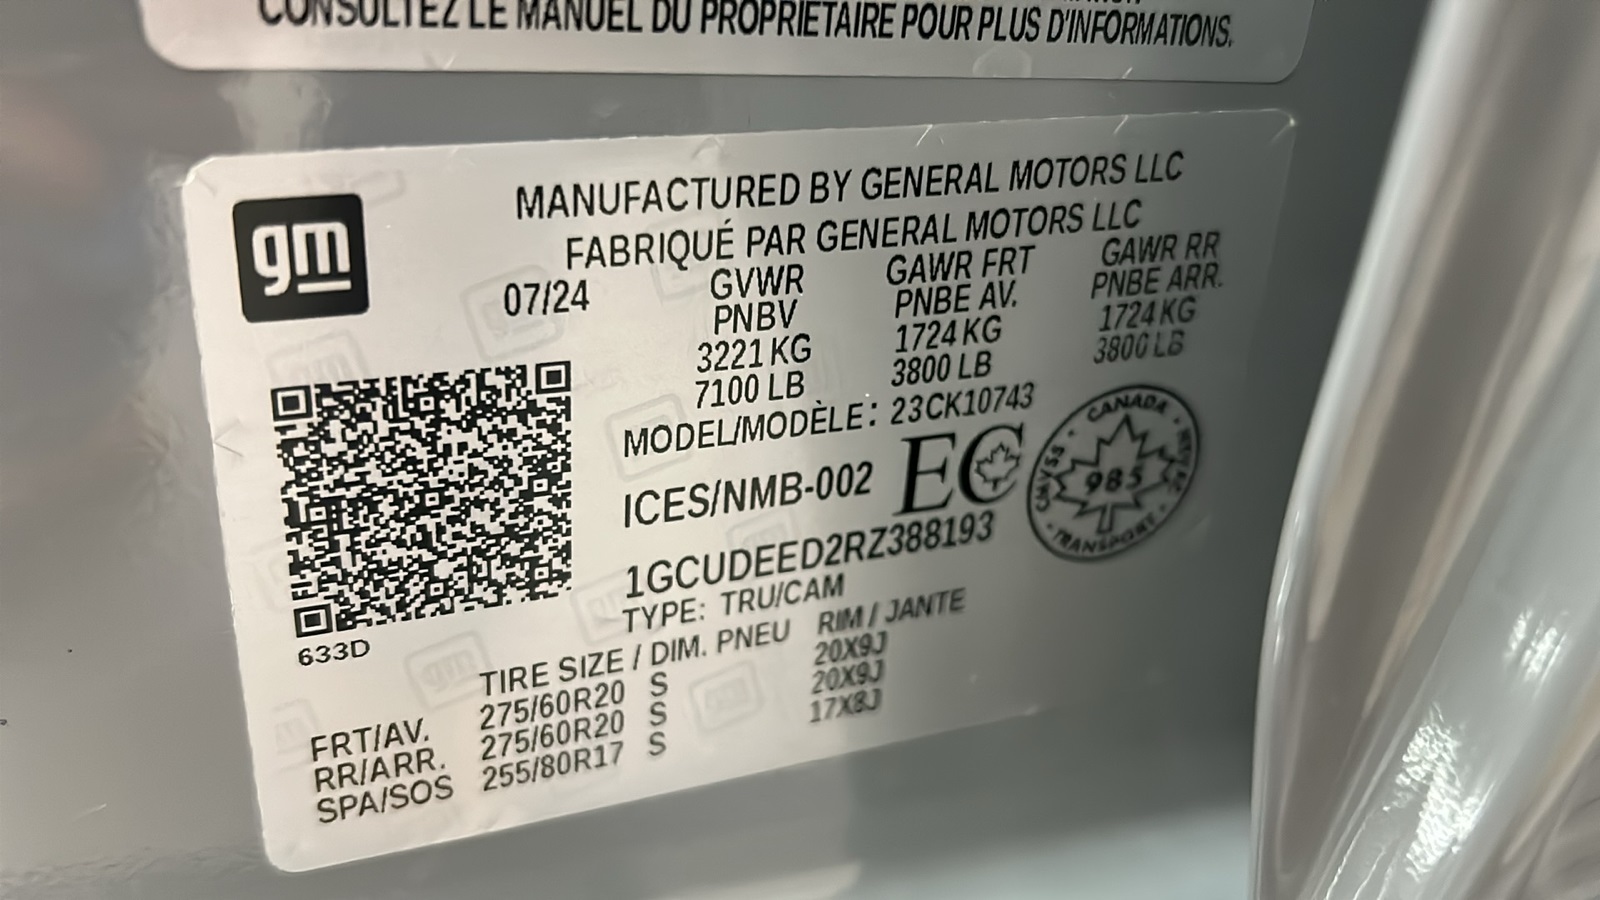 CONSULTEZ LE MANUEL DU PROPRIÉTAIRE POUR PLUS D'INFORMATIONS.
gm
MANUFACTURED BY GENERAL MOTORS LLC
FABRIQUÉ PAR GENERAL MOTORS LLC
07/24 GVWR GAWR FRT GAWR RR
PNBV PNBE AV. PNBE ARR.
3221 KG 1724 KG 1724 KG
7100 LB 3800 LB 3800 LB
MODEL/MODÈLE: 23CK10743
ICES/NMB-002 EC
CANADA
CMVSS 985 NSVAC
TRANSPORT
1GCUDEED2RZ388193
TYPE: TRU/CAM
633D
TIRE SIZE / DIM. PNEU RIM / JANTE
FRT/AV. 275/60R20 S 20X9J
RR/ARR. 275/60R20 S 20X9J
SPA/SOS 255/80R17 S 17X8J